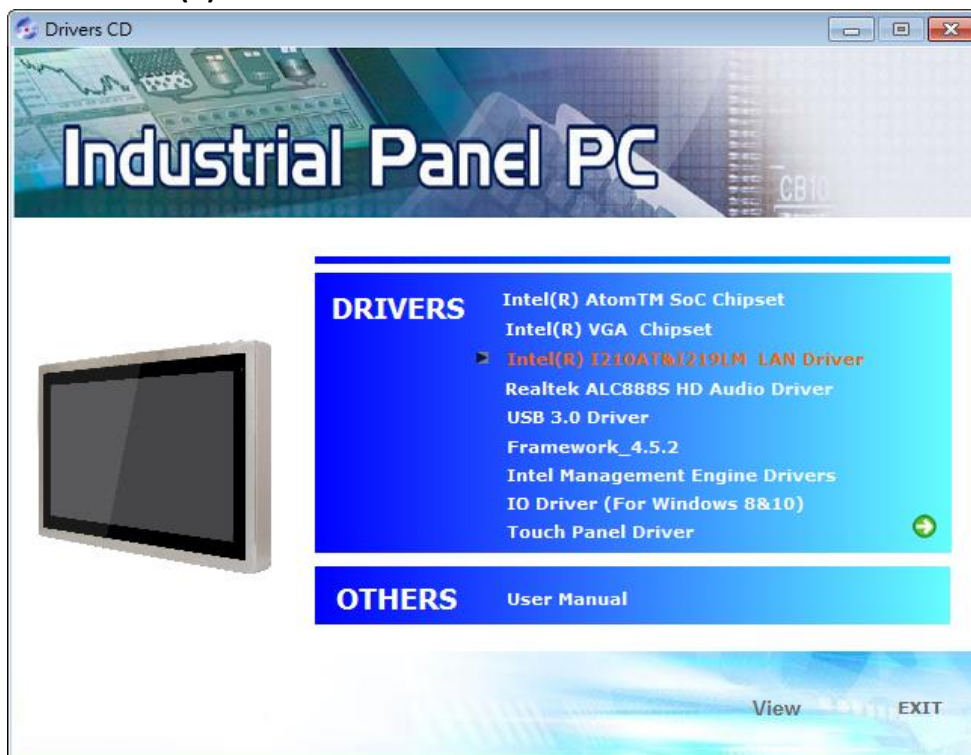 Drivers CD
Industrial Panel PC
CB10
DRIVERS
Intel(R) AtomTM SoC Chipset
Intel(R) VGA Chipset
Intel(R) I210AT&I219LM LAN Driver
Realtek ALC888S HD Audio Driver
USB 3.0 Driver
Framework_4.5.2
Intel Management Engine Drivers
IO Driver (For Windows 8&10)
Touch Panel Driver
OTHERS
User Manual
View
EXIT